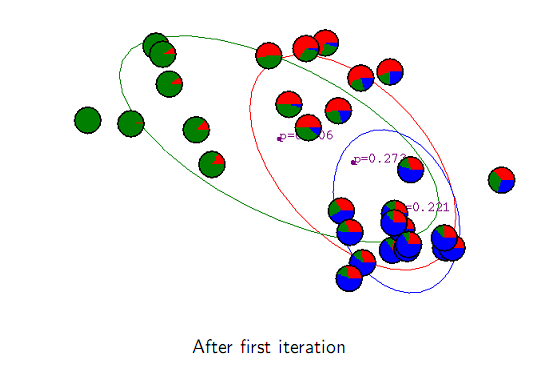 p=0.273
=0.221
After first iteration